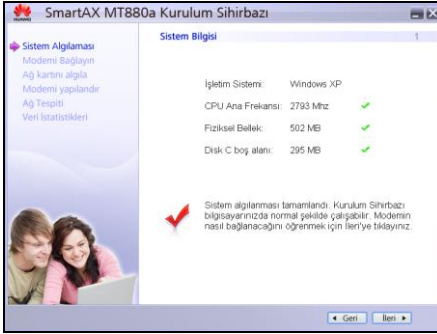 HUAWEI
SmartAX MT880a Kurulum Sihirbazı
Sistem Algılaması
Modemi Bağlayın
Ağ kartını algıla
Modemi yapılandır
Ağ Tespiti
Veri İstatistikleri
Sistem Bilgisi
1
İşletim Sistemi: Windows XP
CPU Ana Frekansı: 2793 Mhz
Fiziksel Bellek: 502 MB
Disk C boş alanı: 295 MB
Sistem algılanması tamamlandı. Kurulum Sihirbazı
bilgisayarınızda normal şekilde çalışabilir. Modemin
nasıl bağlanacağını öğrenmek için İleri'ye tıklayınız.
Geri
İleri